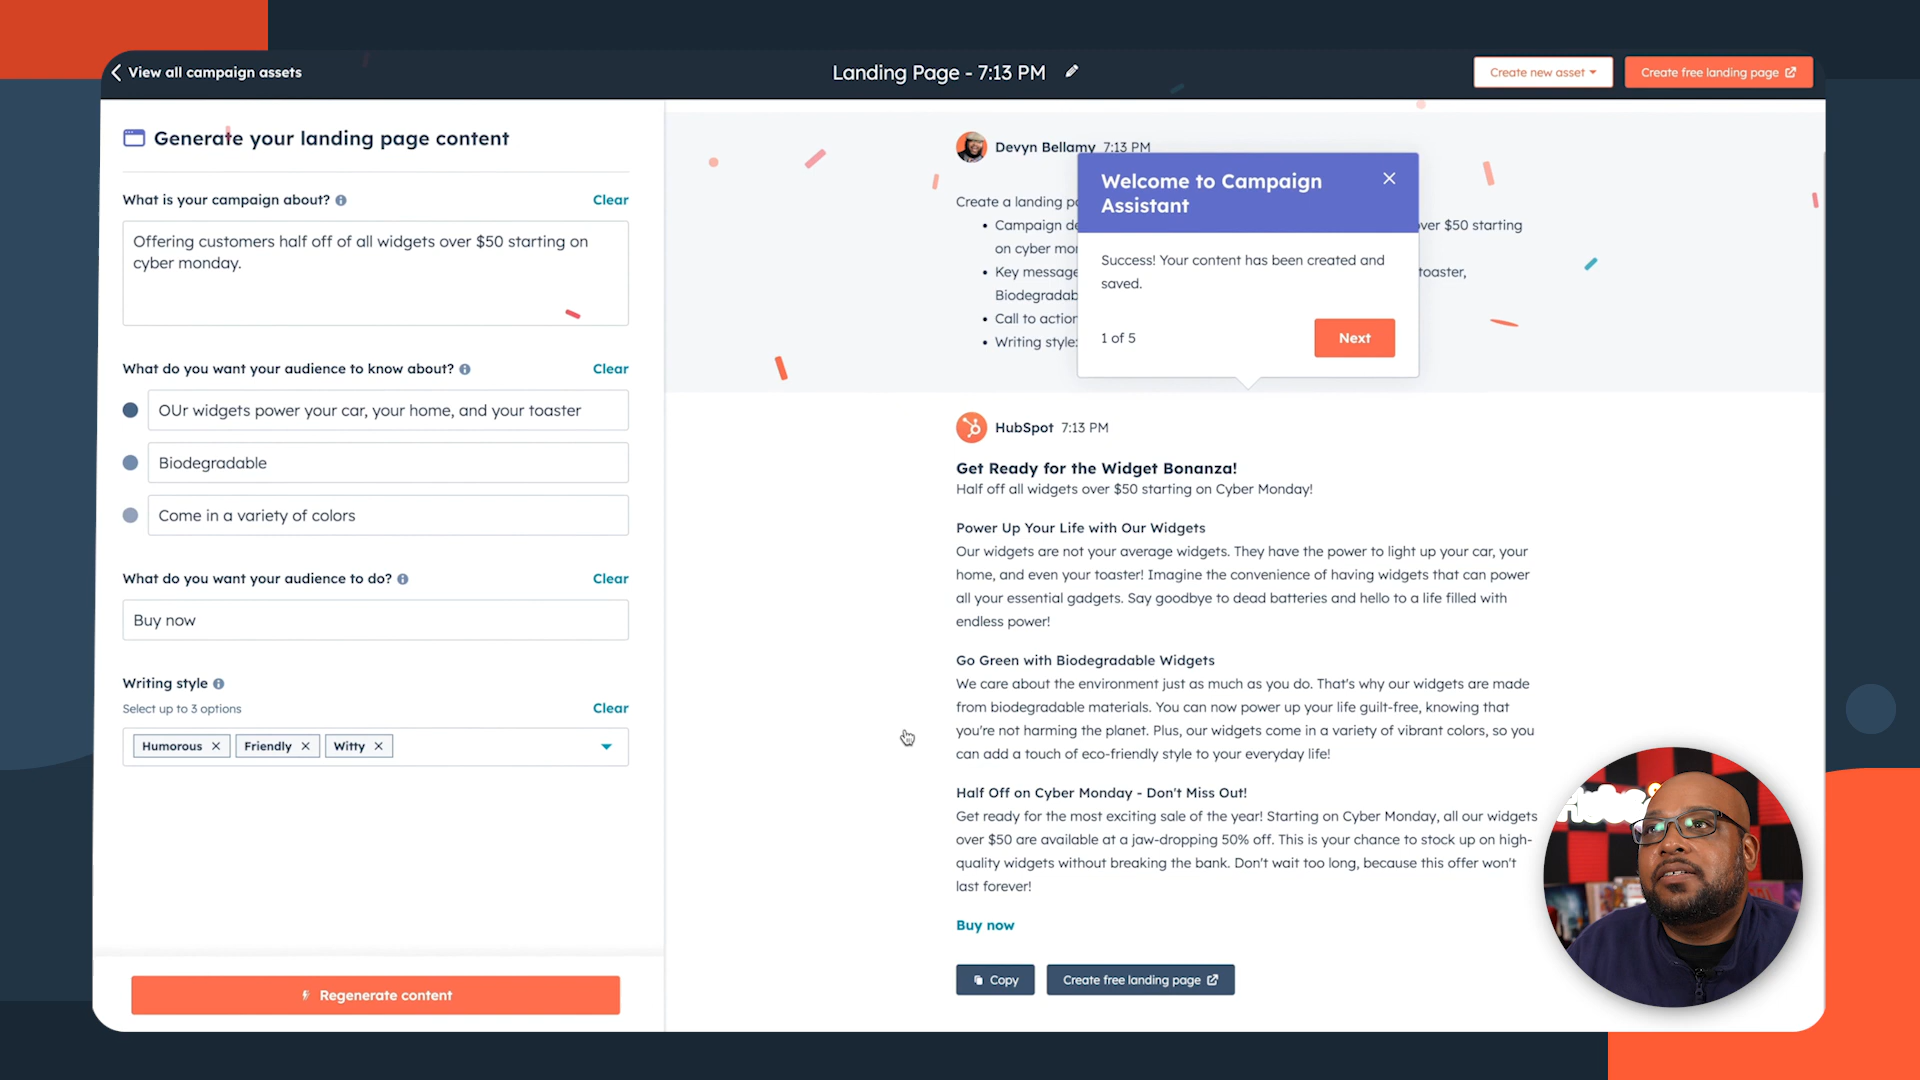 View all campaign assets
Landing Page - 7:13 PM
Create new asset
Create free landing page
Generate your landing page content
What is your campaign about?
Clear
Offering customers half off of all widgets over $50 starting on
cyber monday.
What do you want your audience to know about?
Clear
OUr widgets power your car, your home, and your toaster
Biodegradable
Come in a variety of colors
What do you want your audience to do?
Clear
Buy now
Writing style
Select up to 3 options
Clear
Humorous
Friendly
Witty
Regenerate content
Devyn Bellamy 7:13 PM
Create a landing
Campaign
over $50 starting
on cyber
Key message
toaster,
Call to action
Writing style:
Welcome to Campaign
Assistant
Success! Your content has been created and
saved.
1 of 5
Next
HubSpot 7:13 PM
Get Ready for the Widget Bonanza!
Half off all widgets over $50 starting on Cyber Monday!
Power Up Your Life with Our Widgets
Our widgets are not your average widgets. They have the power to light up your car, your
home, and even your toaster! Imagine the convenience of having widgets that can power
all your essential gadgets. Say goodbye to dead batteries and hello to a life filled with
endless power!
Go Green with Biodegradable Widgets
We care about the environment just as much as you do. That's why our widgets are made
from biodegradable materials. You can now power up your life guilt-free, knowing that
you're not harming the planet. Plus, our widgets come in a variety of vibrant colors, so you
can add a touch of eco-friendly style to your everyday life!
Half Off on Cyber Monday - Don't Miss Out!
Get ready for the most exciting sale of the year! Starting on Cyber Monday, all our widgets
over $50 are available at a jaw-dropping 50% off. This is your chance to stock up on high-
quality widgets without breaking the bank. Don't wait too long, because this offer won't
last forever!
Buy now
Copy
Create free landing page